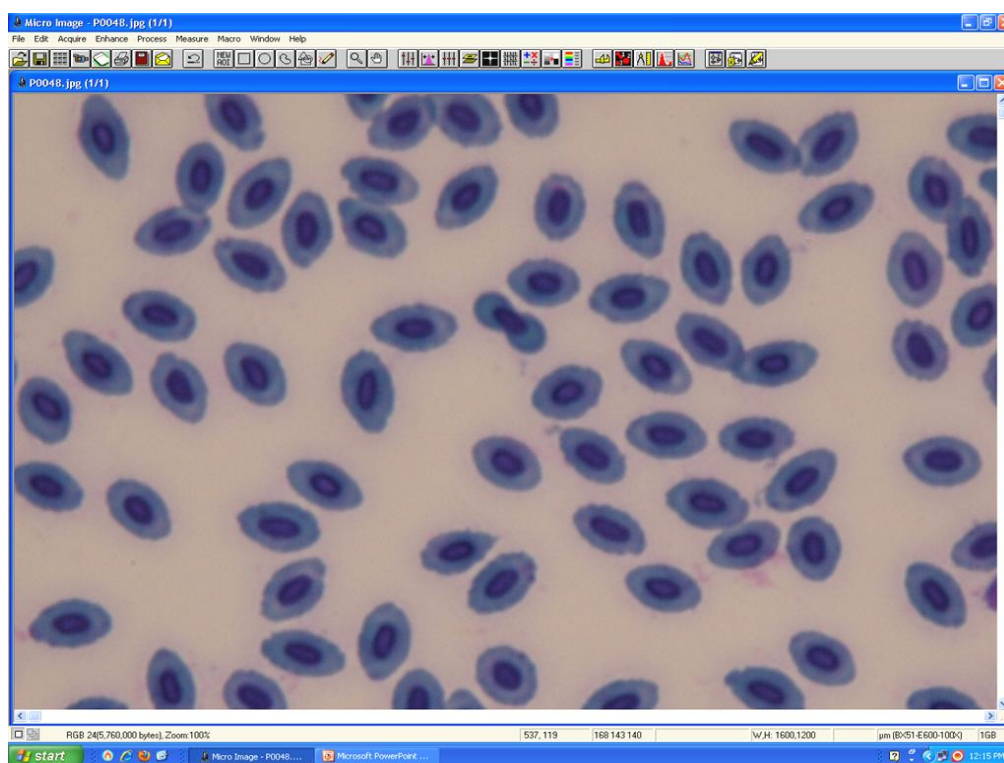 Micro Image - P0048.jpg (1/1)
File Edit Acquire Enhance Process Measure Macro Window Help
NEW AOI
P0048.jpg (1/1)
RGB 24(5,760,000 bytes), Zoom:100% 537, 119 168 143 140 W,H: 1600,1200 µm (BX51-E600-100X) 1GB
start Micro Image - P0048.... Microsoft PowerPoint ... 12:15 PM